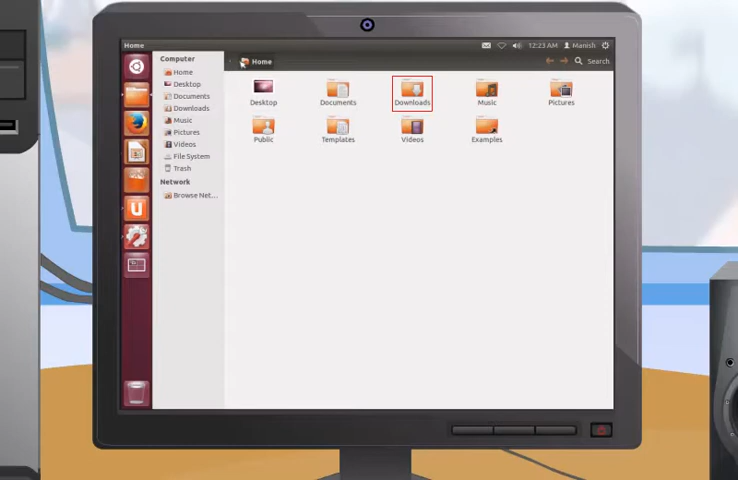 Home
12:23 AM Manish
Computer
Home
Desktop
Documents
Downloads
Music
Pictures
Videos
File System
Trash
Network
Browse Net...
Home
Search
Desktop
Documents
Downloads
Music
Pictures
Public
Templates
Videos
Examples